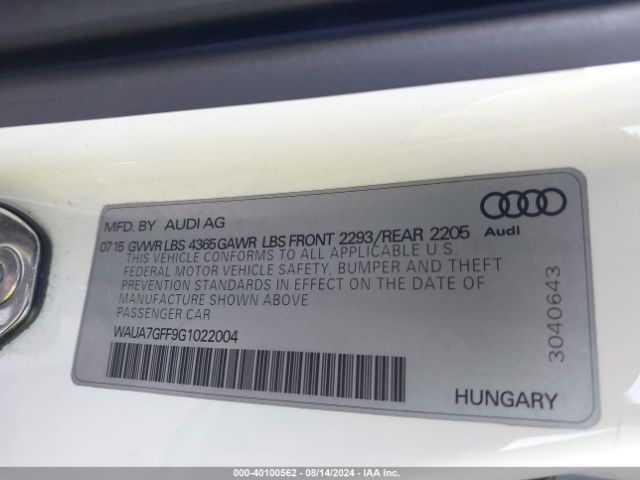 MFD. BY AUDI AG
Audi
0715 GVWR LBS 4365 GAWR LBS FRONT 2293/REAR 2205
THIS VEHICLE CONFORMS TO ALL APPLICABLE U.S.
FEDERAL MOTOR VEHICLE SAFETY, BUMPER AND THEFT
PREVENTION STANDARDS IN EFFECT ON THE DATE OF
MANUFACTURE SHOWN ABOVE
PASSENGER CAR
WAUA7GFF9G1022004
3040643
HUNGARY
000-40100562 - 08/14/2024 - IAA Inc.